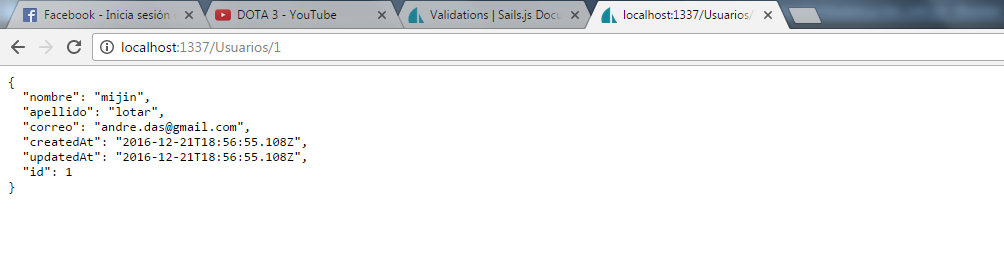 Facebook - Inicia sesión
DOTA 3 - YouTube
Validations | Sails.js Docu
localhost:1337/Usuarios/
localhost:1337/Usuarios/1
{
"nombre": "mijin",
"apellido": "lotar",
"correo": "andre.das@gmail.com",
"createdAt": "2016-12-21T18:56:55.108Z",
"updatedAt": "2016-12-21T18:56:55.108Z",
"id": 1
}